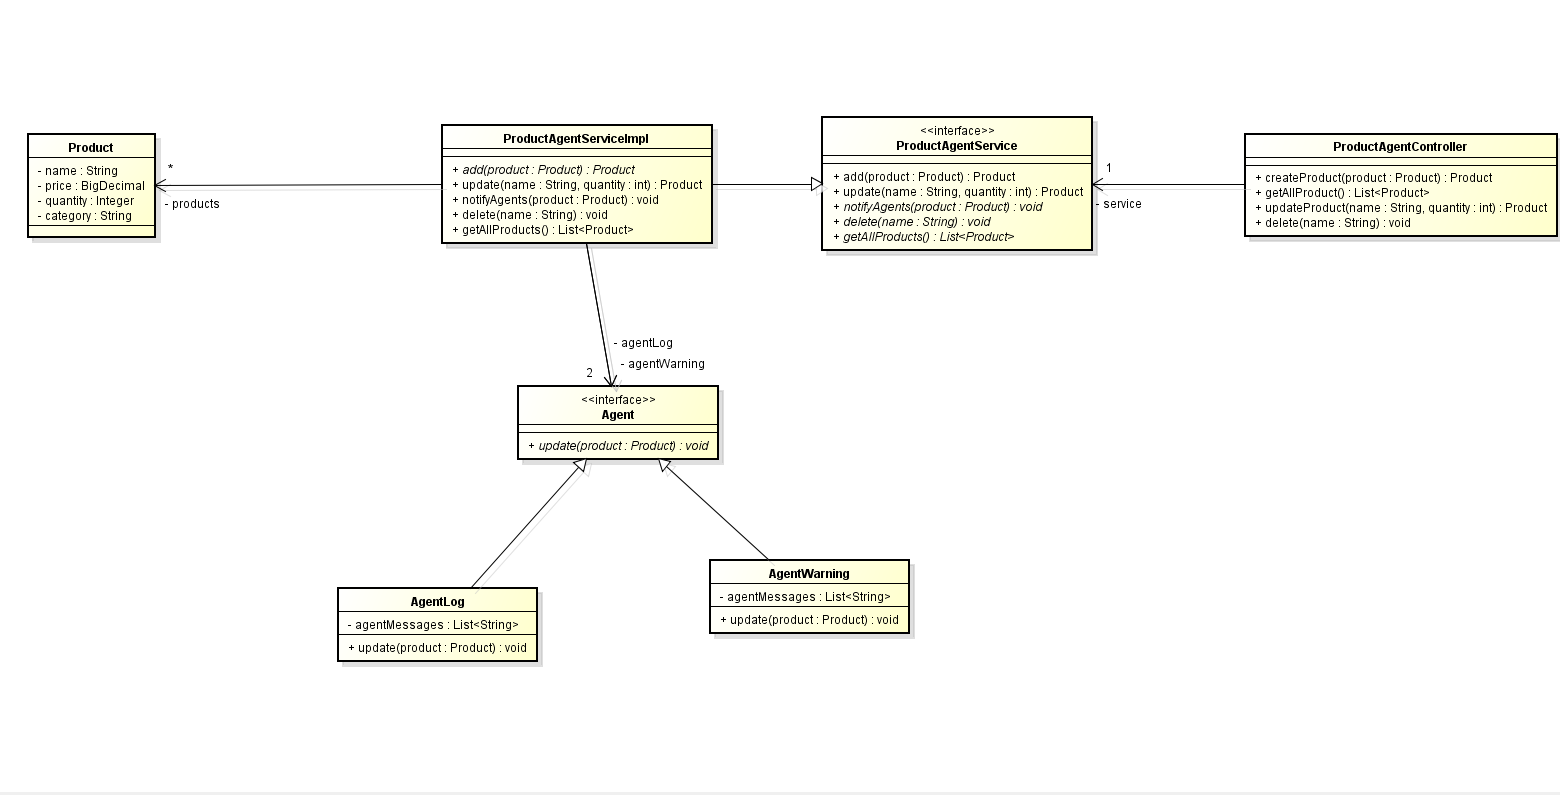 Product
- name : String
- price : BigDecimal
- quantity : Integer
- category : String
*
- products
ProductAgentServiceImpl
+ add(product : Product) : Product
+ update(name : String, quantity : int) : Product
+ notifyAgents(product : Product) : void
+ delete(name : String) : void
+ getAllProducts() : List<Product>
<<interface>>
ProductAgentService
+ add(product : Product) : Product
+ update(name : String, quantity : int) : Product
+ notifyAgents(product : Product) : void
+ delete(name : String) : void
+ getAllProducts() : List<Product>
1
- service
ProductAgentController
+ createProduct(product : Product) : Product
+ getAllProduct() : List<Product>
+ updateProduct(name : String, quantity : int) : Product
+ delete(name : String) : void
- agentLog
- agentWarning
2
<<interface>>
Agent
+ update(product : Product) : void
AgentLog
- agentMessages : List<String>
+ update(product : Product) : void
AgentWarning
- agentMessages : List<String>
+ update(product : Product) : void